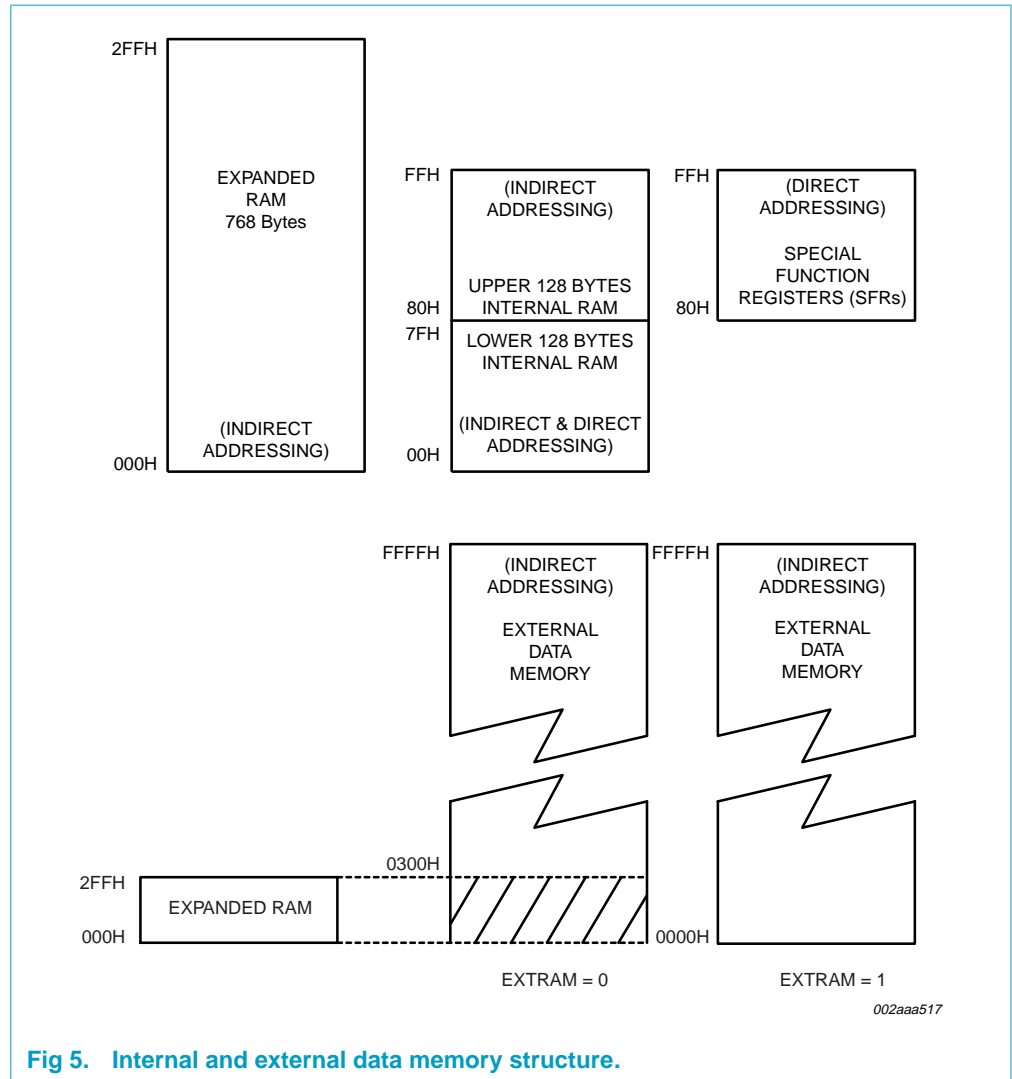 2FFH
EXPANDED
RAM
768 Bytes
(INDIRECT
ADDRESSING)
000H
FFH
(INDIRECT
ADDRESSING)
UPPER 128 BYTES
INTERNAL RAM
80H
7FH
LOWER 128 BYTES
INTERNAL RAM
(INDIRECT & DIRECT
ADDRESSING)
00H
FFH
(DIRECT
ADDRESSING)
SPECIAL
FUNCTION
REGISTERS (SFRs)
80H
FFFFH
(INDIRECT
ADDRESSING)
EXTERNAL
DATA
MEMORY
FFFFH
(INDIRECT
ADDRESSING)
EXTERNAL
DATA
MEMORY
0300H
2FFH
EXPANDED RAM
000H
0000H
EXTRAM = 0
EXTRAM = 1
002aaa517
Fig 5. Internal and external data memory structure.